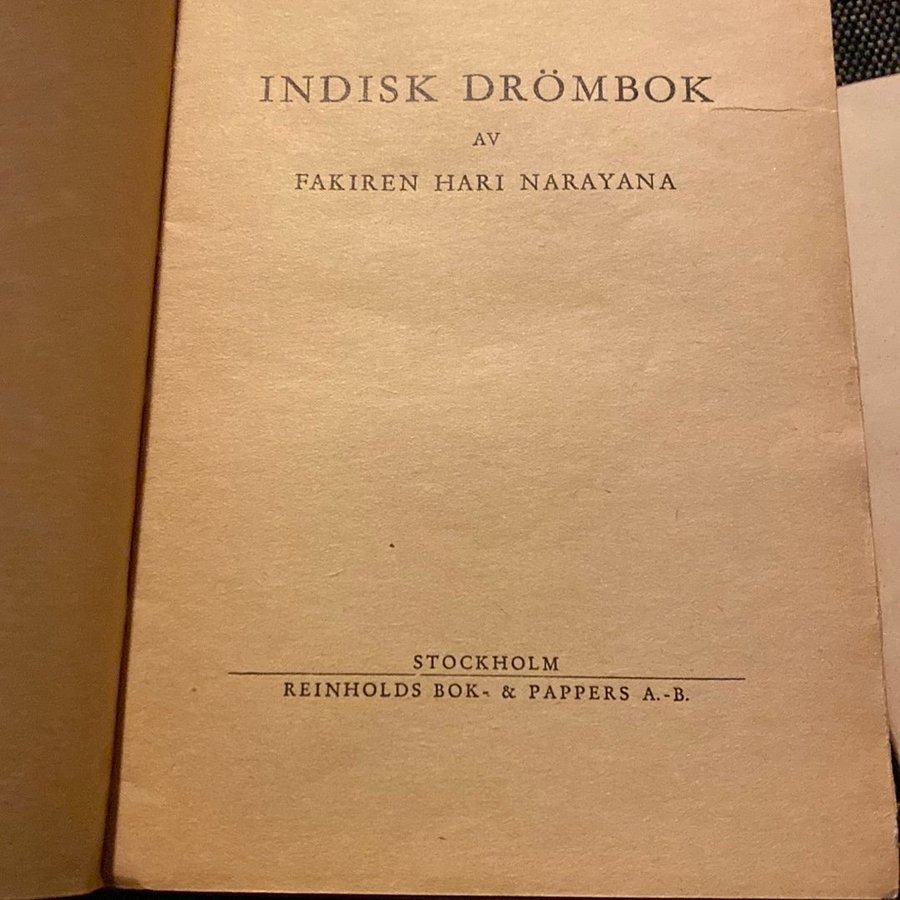 INDISK DRÖMBOK
AV
FAKIREN HARI NARAYANA
STOCKHOLM
REINHOLDS BOK- & PAPPERS A.-B.